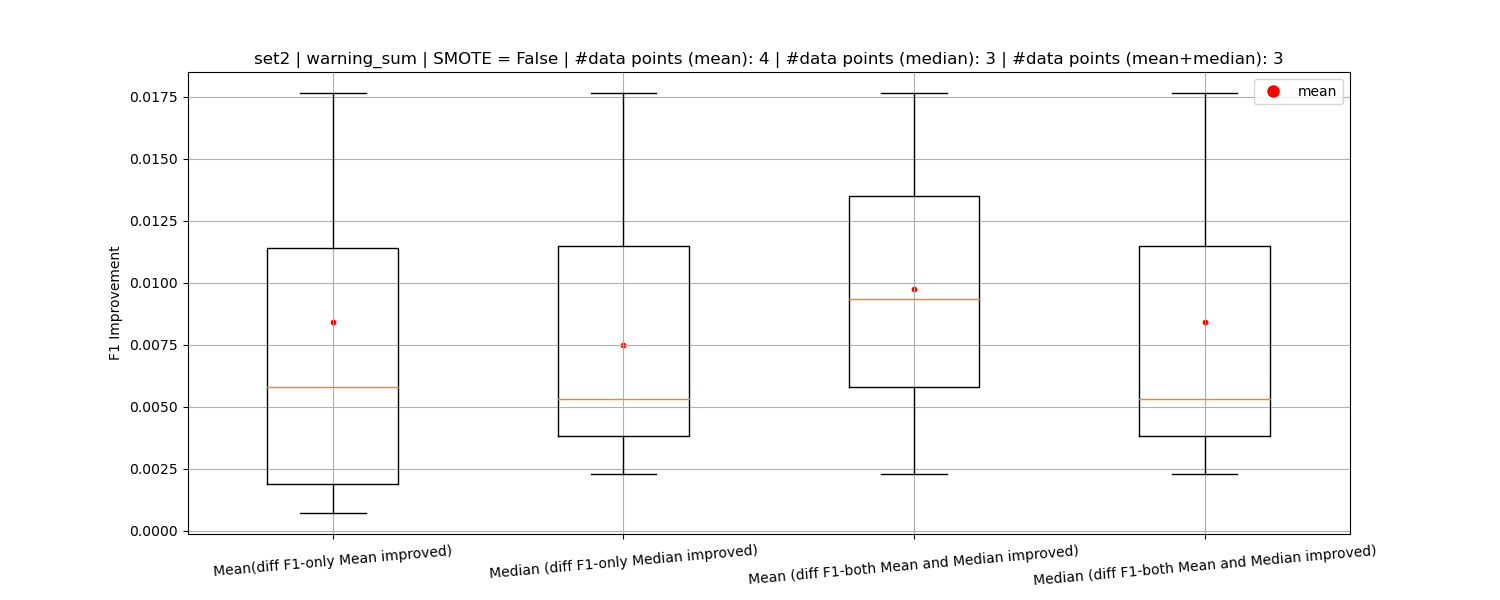 set2 | warning_sum | SMOTE = False | #data points (mean): 4 | #data points (median): 3 | #data points (mean+median): 3
mean
0.0175
0.0150
0.0125
0.0100
0.0075
0.0050
0.0025
0.0000
F1 Improvement
Mean(diff F1-only Mean improved)
Median (diff F1-only Median improved)
Mean (diff F1-both Mean and Median improved)
Median (diff F1-both Mean and Median improved)